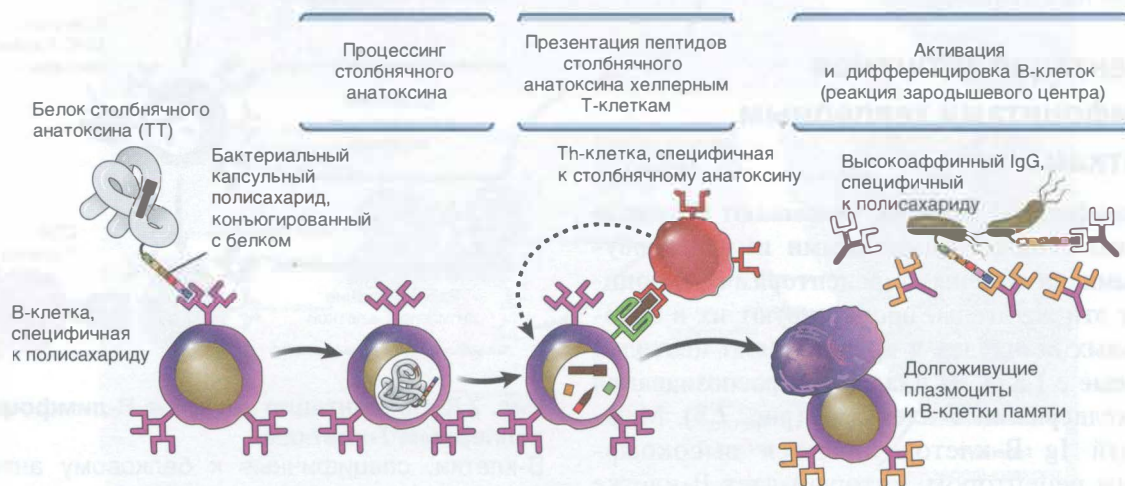 Процессинг
столбнячного
анатоксина
Презентация пептидов
столбнячного
анатоксина хелперным
Т-клеткам
Активация
и дифференцировка В-клеток
(реакция зародышевого центра)
Белок столбнячного
анатоксина (ТТ)
Бактериальный
капсульный
полисахарид,
конъюгированный
с белком
Th-клетка, специфичная
к столбнячному анатоксину
Высокоаффинный IgG,
специфичный
к полисахариду
В-клетка,
специфичная
к полисахариду
Долгоживущие
плазмоциты
и В-клетки памяти